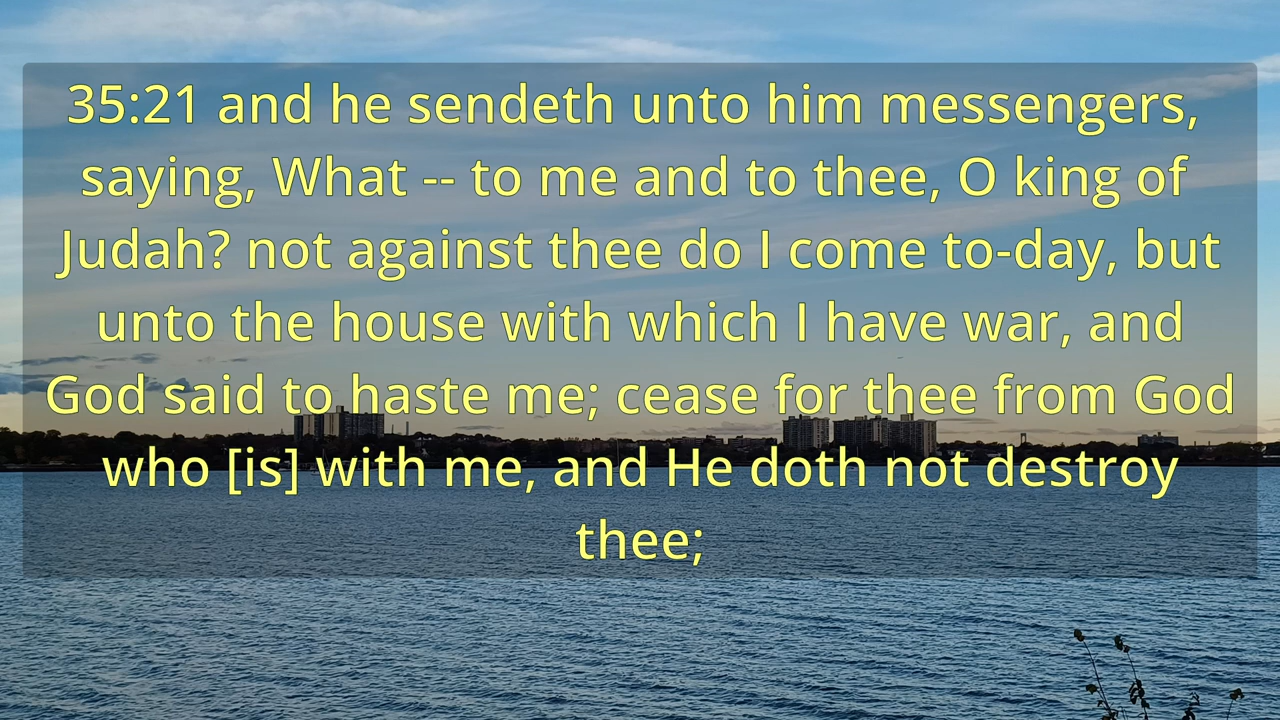 35:21 and he sendeth unto him messengers,
saying, What -- to me and to thee, O king of
Judah? not against thee do I come to-day, but
unto the house with which I have war, and
God said to haste me; cease for thee from God
who [is] with me, and He doth not destroy
thee;